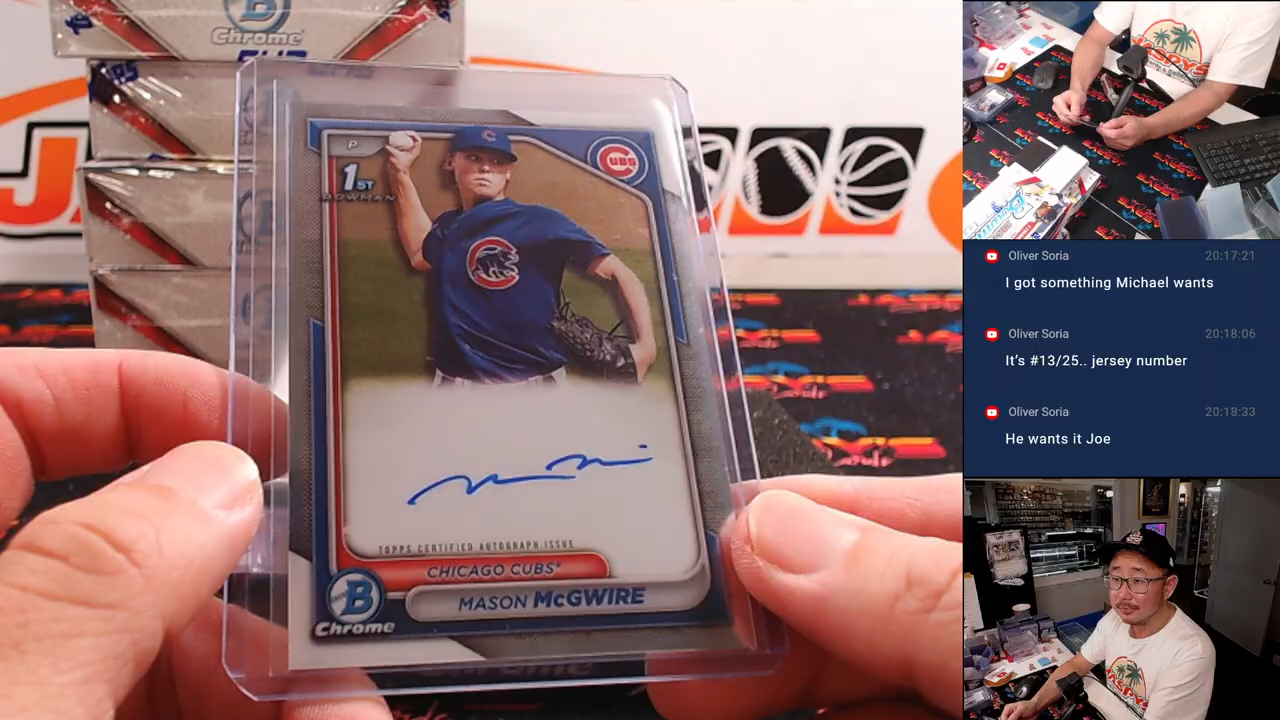 Chrome
JA
P
1ST
BOWMAN
CUBS
C
TOPPS CERTIFIED AUTOGRAPH ISSUE
CHICAGO CUBS
MASON McGWIRE
B
Chrome
JASPYS
Oliver Soria 20:17:21
I got something Michael wants
Oliver Soria 20:18:06
It's #13/25.. jersey number
Oliver Soria 20:18:33
He wants it Joe